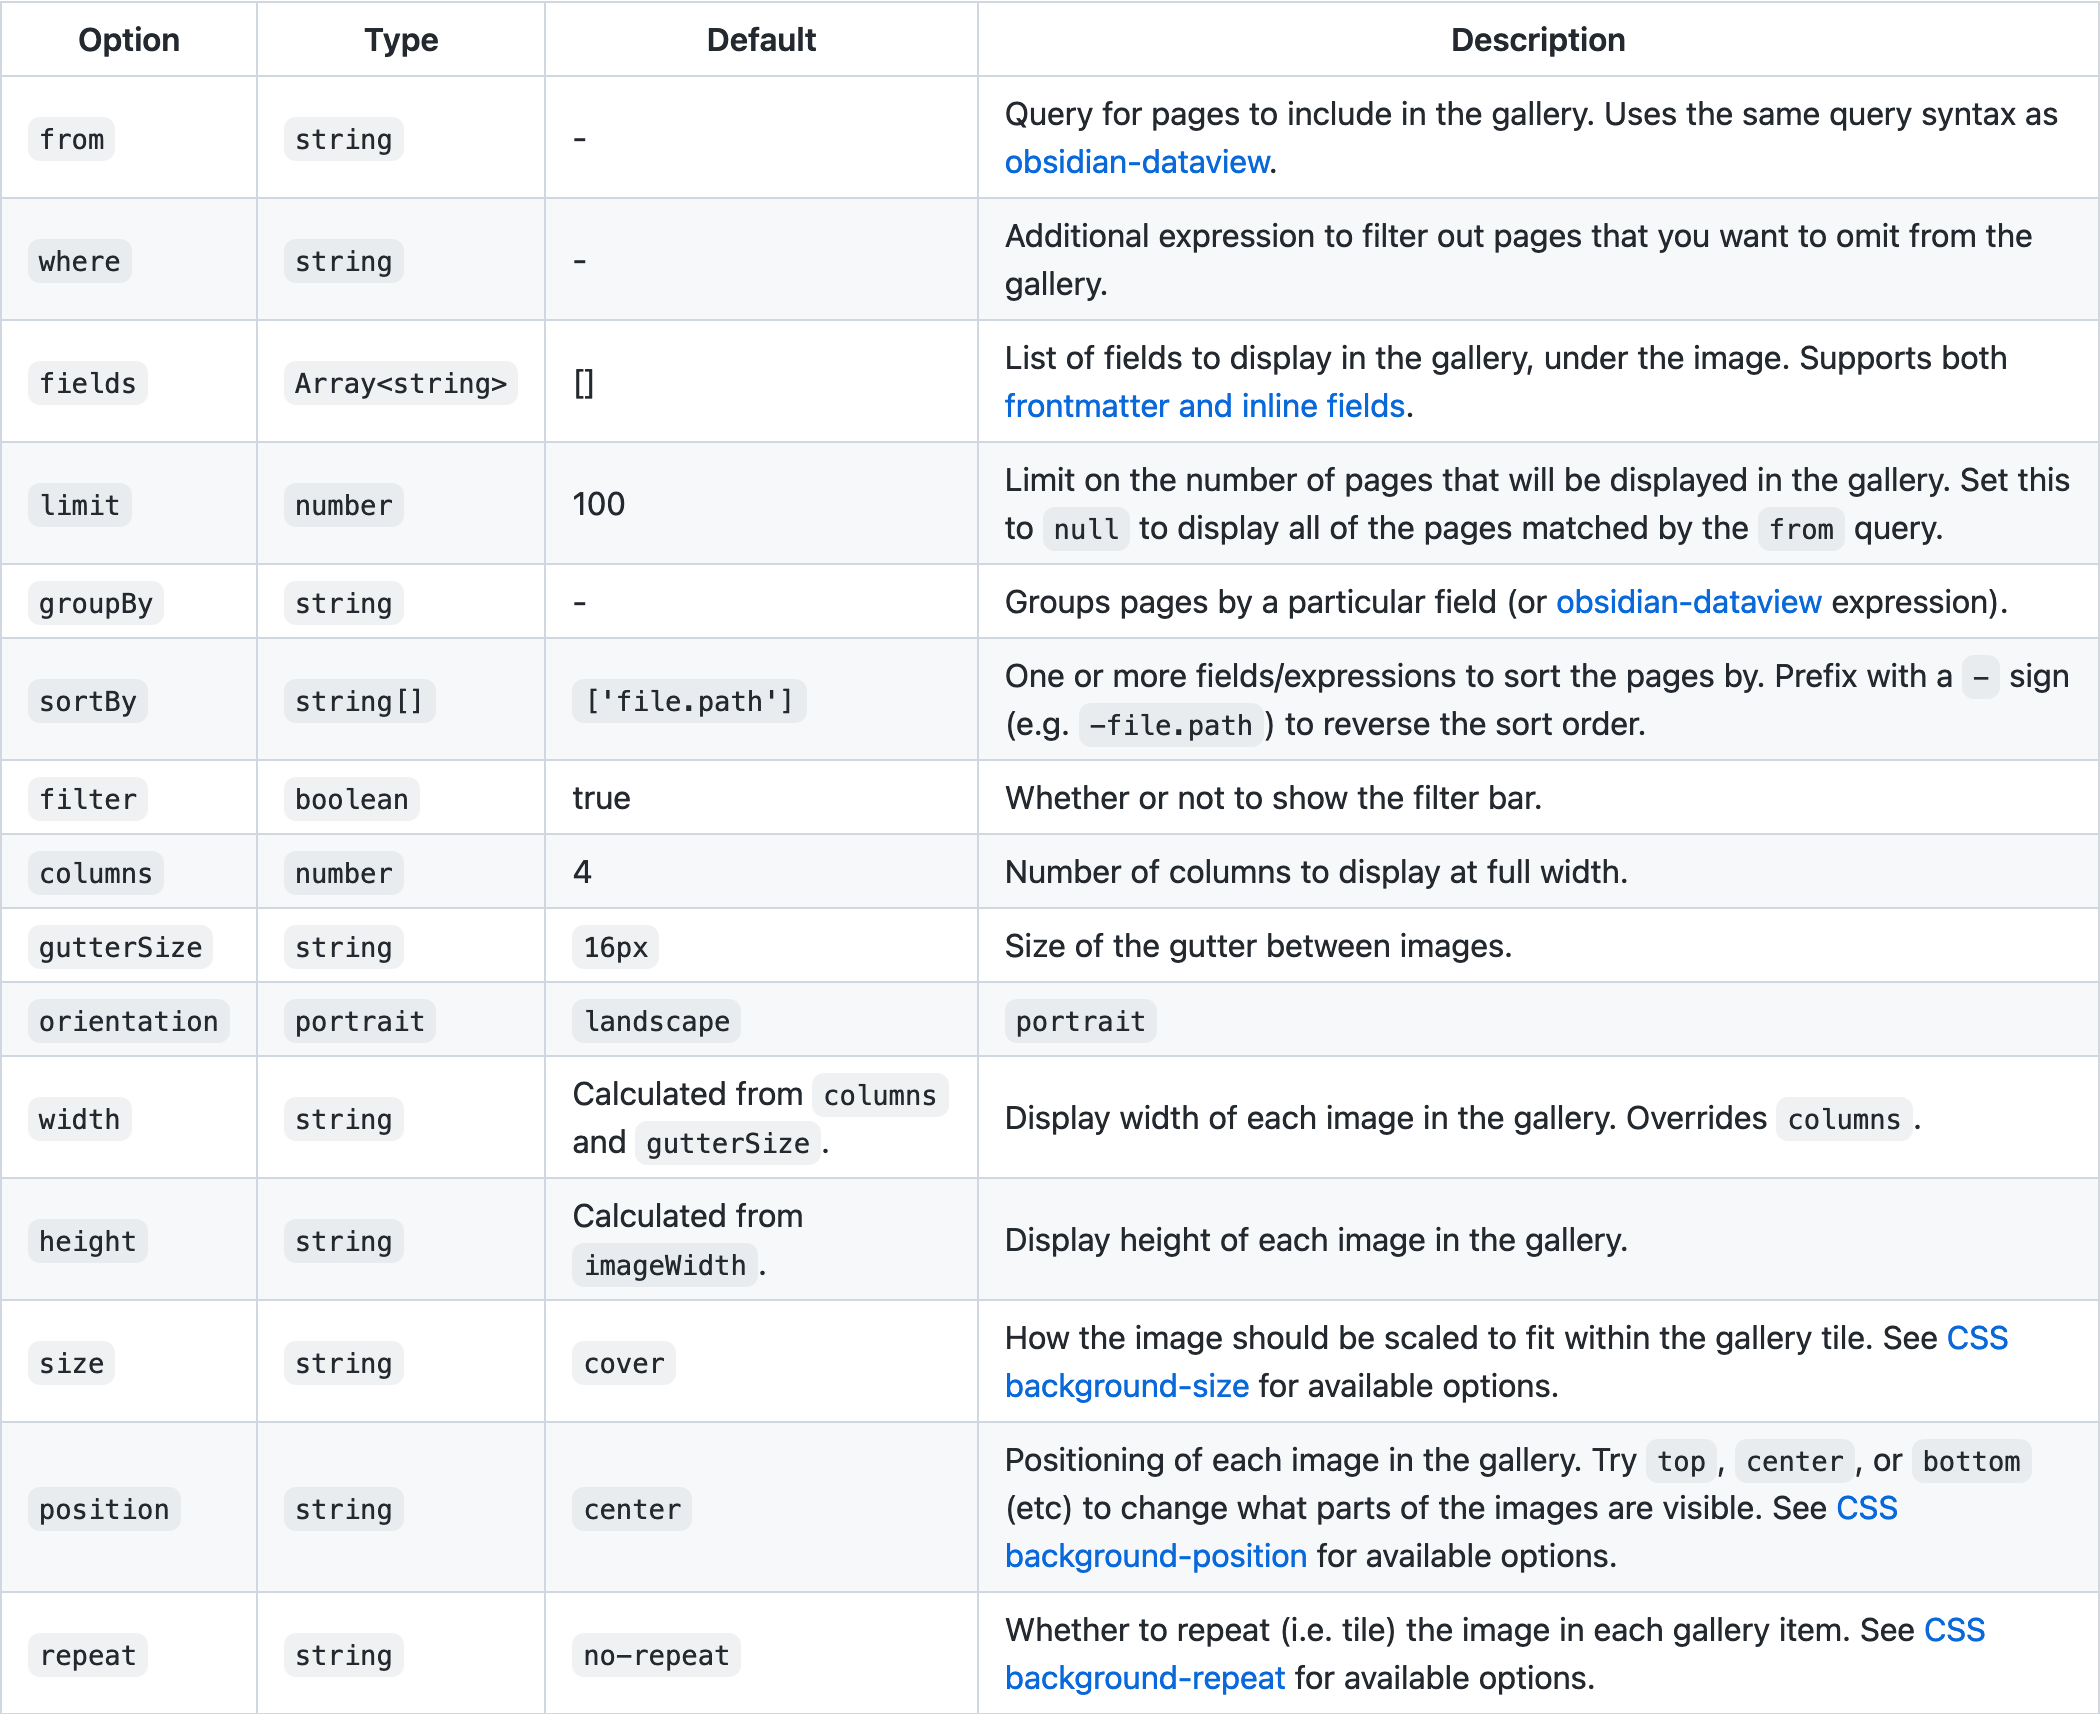 Option Type Default Description
from string - Query for pages to include in the gallery. Uses the same query syntax as
obsidian-dataview.
where string - Additional expression to filter out pages that you want to omit from the
gallery.
fields Array<string> [] List of fields to display in the gallery, under the image. Supports both
frontmatter and inline fields.
limit number 100 Limit on the number of pages that will be displayed in the gallery. Set this
to null to display all of the pages matched by the from query.
groupBy string - Groups pages by a particular field (or obsidian-dataview expression).
sortBy string[] ['file.path'] One or more fields/expressions to sort the pages by. Prefix with a - sign
(e.g. -file.path) to reverse the sort order.
filter boolean true Whether or not to show the filter bar.
columns number 4 Number of columns to display at full width.
gutterSize string 16px Size of the gutter between images.
orientation portrait landscape portrait
width string Calculated from columns
and gutterSize. Display width of each image in the gallery. Overrides columns.
height string Calculated from
imageWidth. Display height of each image in the gallery.
size string cover How the image should be scaled to fit within the gallery tile. See CSS
background-size for available options.
position string center Positioning of each image in the gallery. Try top, center, or bottom
(etc) to change what parts of the images are visible. See CSS
background-position for available options.
repeat string no-repeat Whether to repeat (i.e. tile) the image in each gallery item. See CSS
background-repeat for available options.